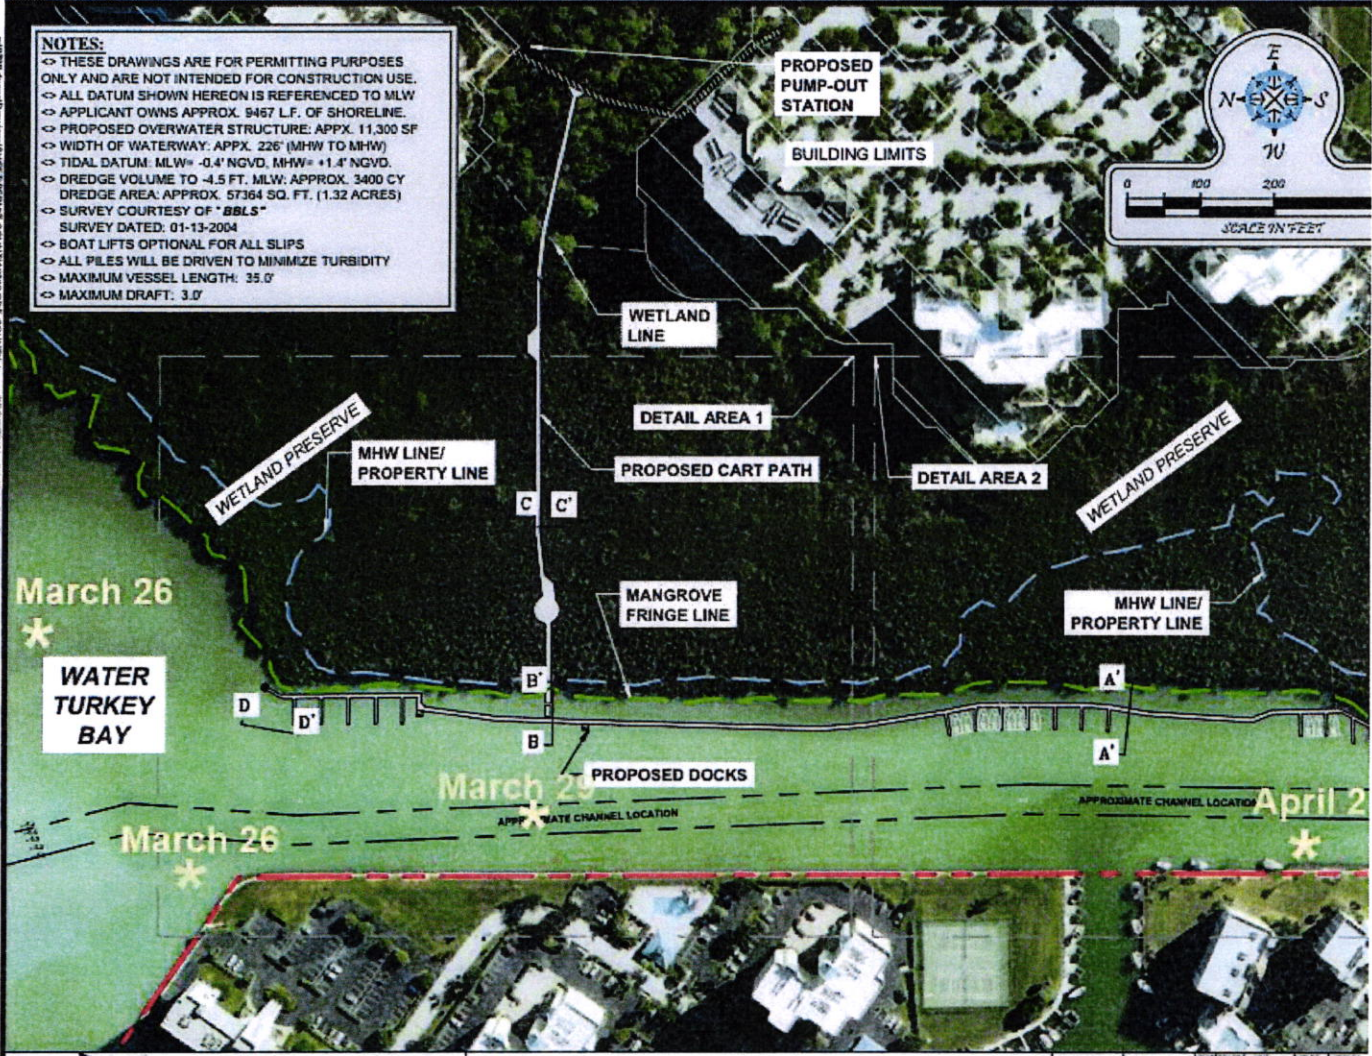 NOTES:
<> THESE DRAWINGS ARE FOR PERMITTING PURPOSES
ONLY AND ARE NOT INTENDED FOR CONSTRUCTION USE.
<> ALL DATUM SHOWN HEREON IS REFERENCED TO MLW
<> APPLICANT OWNS APPROX. 9467 L.F. OF SHORELINE.
<> PROPOSED OVERWATER STRUCTURE: APPX. 11,300 SF
<> WIDTH OF WATERWAY: APPX. 226' (MHW TO MHW)
<> TIDAL DATUM: MLW= -0.4' NGVD, MHW= +1.4' NGVD.
<> DREDGE VOLUME TO -4.5 FT. MLW: APPROX. 3400 CY
DREDGE AREA: APPROX. 57364 SQ. FT. (1.32 ACRES)
<> SURVEY COURTESY OF "BBLS"
SURVEY DATED: 01-13-2004
<> BOAT LIFTS OPTIONAL FOR ALL SLIPS
<> ALL PILES WILL BE DRIVEN TO MINIMIZE TURBIDITY
<> MAXIMUM VESSEL LENGTH: 35.0'
<> MAXIMUM DRAFT: 3.0'
PROPOSED
PUMP-OUT
STATION
BUILDING LIMITS
E
N S
W
0 100 200
SCALE IN FEET
WETLAND
LINE
DETAIL AREA 1
DETAIL AREA 2
WETLAND PRESERVE
MHW LINE/
PROPERTY LINE
PROPOSED CART PATH
WETLAND PRESERVE
C C'
MANGROVE
FRINGE LINE
MHW LINE/
PROPERTY LINE
March 26
WATER
TURKEY
BAY
B'
A'
D
D'
B
A'
PROPOSED DOCKS
March 29
APPROXIMATE CHANNEL LOCATION
APPROXIMATE CHANNEL LOCATION
April 2
March 26